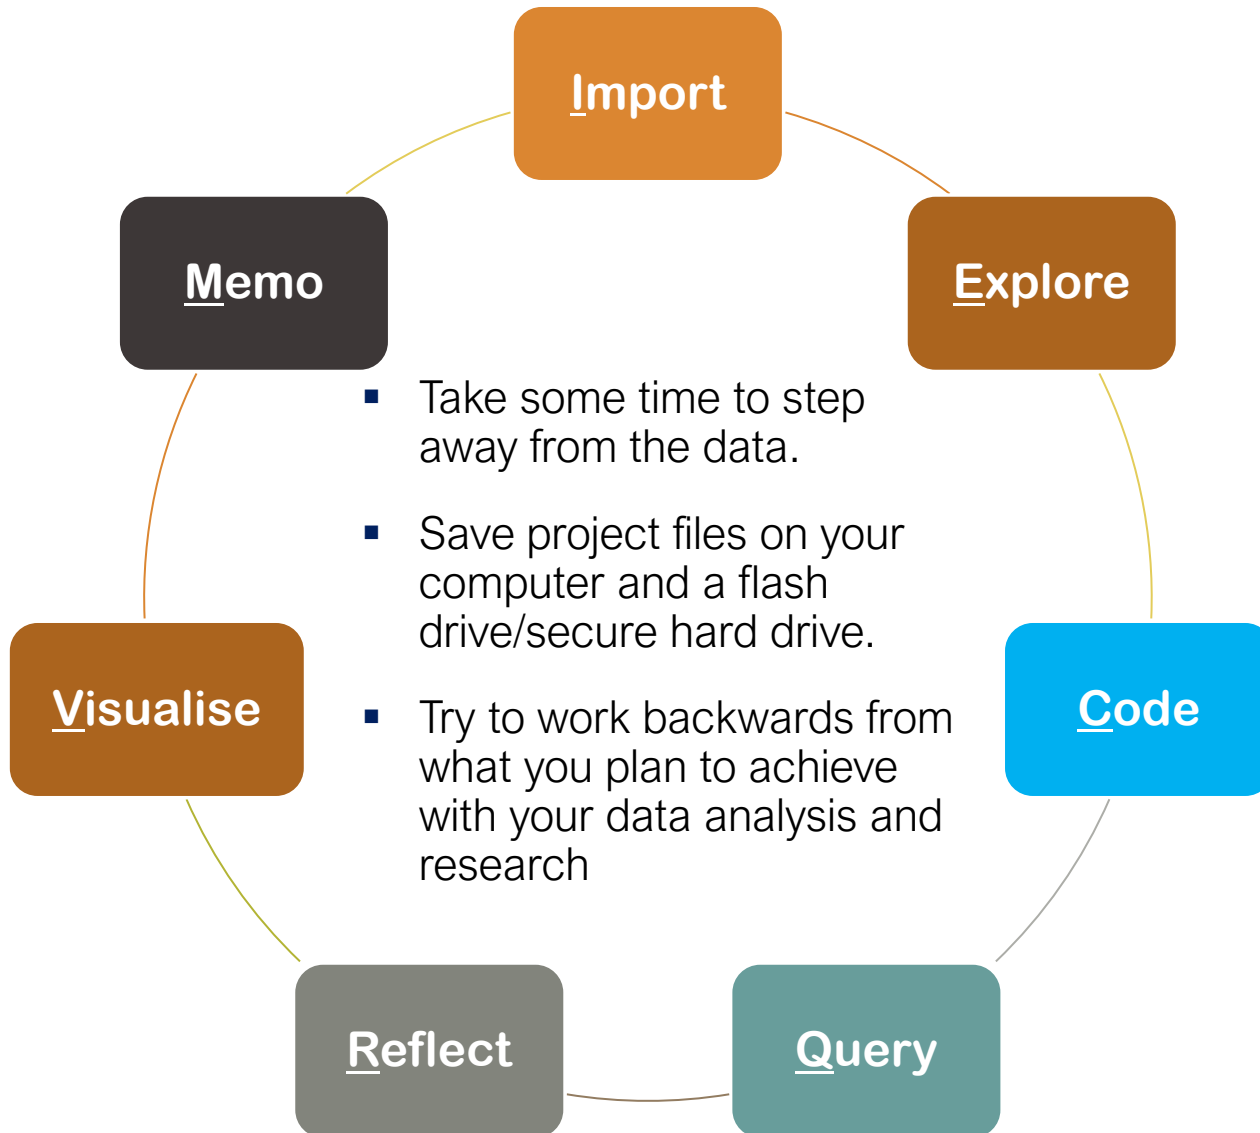 Import
Explore
Code
Query
Reflect
Visualise
Memo
▪ Take some time to step
away from the data.
▪ Save project files on your
computer and a flash
drive/secure hard drive.
▪ Try to work backwards from
what you plan to achieve
with your data analysis and
research